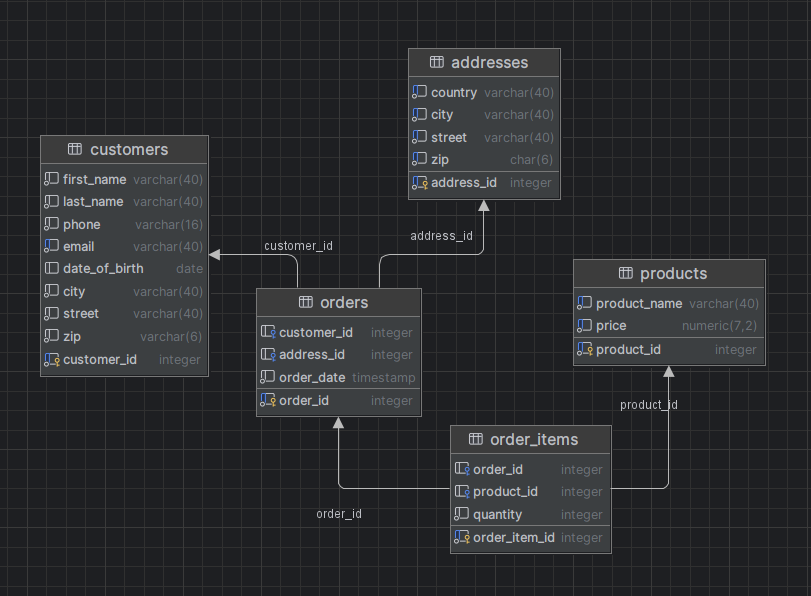 addresses
country varchar(40)
city varchar(40)
street varchar(40)
zip char(6)
address_id integer
customers
first_name varchar(40)
last_name varchar(40)
phone varchar(16)
email varchar(40)
date_of_birth date
city varchar(40)
street varchar(40)
zip varchar(6)
customer_id integer
customer_id
address_id
orders
customer_id integer
address_id integer
order_date timestamp
order_id integer
products
product_name varchar(40)
price numeric(7,2)
product_id integer
product_id
order_items
order_id integer
product_id integer
quantity integer
order_item_id integer
order_id